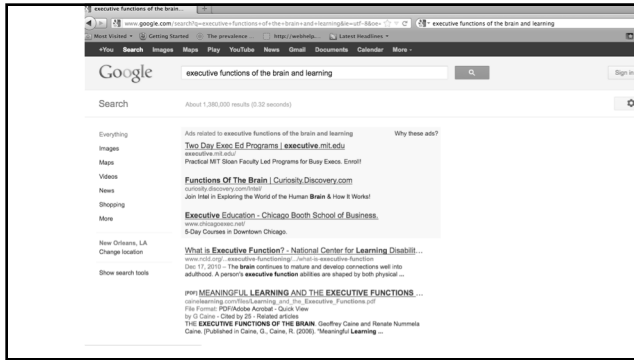 executive functions of the brain... +
www.google.com/search?q=executive+functions+of+the+brain+and+learning&ie=utf-8&oe=
executive functions of the brain and learning
Most Visited Getting Started The prevalence ... http://webhelp... Latest Headlines
+You Search Images Maps Play YouTube News Gmail Documents Calendar More
Google executive functions of the brain and learning Sign in
Search About 1,380,000 results (0.32 seconds)
Everything
Images
Maps
Videos
News
Shopping
More
New Orleans, LA
Change location
Show search tools
Ads related to executive functions of the brain and learning Why these ads?
Two Day Exec Ed Programs | executive.mit.edu
executive.mit.edu/
Practical MIT Sloan Faculty Led Programs for Busy Execs. Enroll!
Functions Of The Brain | Curiosity.Discovery.com
curiosity.discovery.com/Intel/
Join Intel in Exploring the World of the Human Brain & How It Works!
Executive Education - Chicago Booth School of Business.
www.chicagoexec.net/
5-Day Courses in Downtown Chicago.
What is Executive Function? - National Center for Learning Disabilit...
www.ncld.org/...executive-functioning/.../what-is-executive-function
Dec 17, 2010 – The brain continues to mature and develop connections well into
adulthood. A person's executive function abilities are shaped by both physical ...
[PDF] MEANINGFUL LEARNING AND THE EXECUTIVE FUNCTIONS ...
cainelearning.com/files/Learning_and_the_Executive_Functions.pdf
File Format: PDF/Adobe Acrobat - Quick View
by G Caine - Cited by 25 - Related articles
THE EXECUTIVE FUNCTIONS OF THE BRAIN. Geoffrey Caine and Renate Nummela
Caine. [Published in Caine, G., Caine, R. (2006). "Meaningful Learning ...